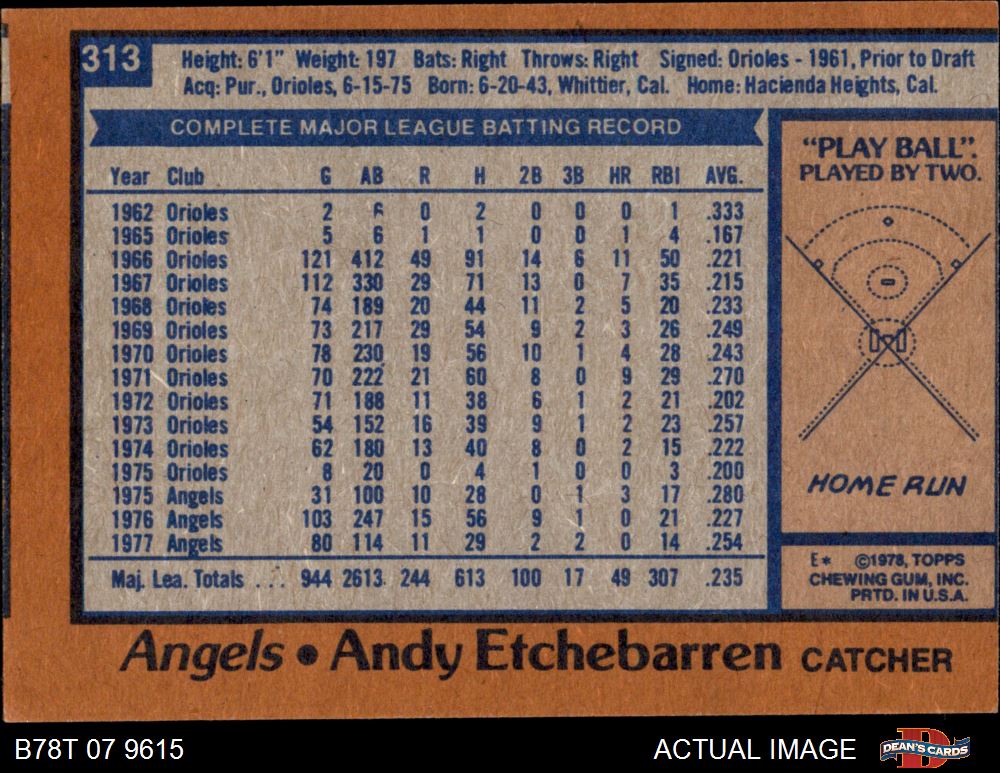 313
Height: 6'1" Weight: 197 Bats: Right Throws: Right Signed: Orioles - 1961, Prior to Draft
Acq: Pur., Orioles, 6-15-75 Born: 6-20-43, Whittier, Cal. Home: Hacienda Heights, Cal.
COMPLETE MAJOR LEAGUE BATTING RECORD
Year Club G AB R H 2B 3B HR RBI AVG.
1962 Orioles 2 6 0 2 0 0 0 1 .333
1965 Orioles 5 6 1 1 0 0 1 4 .167
1966 Orioles 121 412 49 91 14 6 11 50 .221
1967 Orioles 112 330 29 71 13 0 7 35 .215
1968 Orioles 74 189 20 44 11 2 5 20 .233
1969 Orioles 73 217 29 54 9 2 3 26 .249
1970 Orioles 78 230 19 56 10 1 4 28 .243
1971 Orioles 70 222 21 60 8 0 9 29 .270
1972 Orioles 71 188 11 38 6 1 2 21 .202
1973 Orioles 54 152 16 39 9 1 2 23 .257
1974 Orioles 62 180 13 40 8 0 2 15 .222
1975 Orioles 8 20 0 4 1 0 0 3 .200
1975 Angels 31 100 10 28 0 1 3 17 .280
1976 Angels 103 247 15 56 9 1 0 21 .227
1977 Angels 80 114 11 29 2 2 0 14 .254
Maj. Lea. Totals ... 944 2613 244 613 100 17 49 307 .235
"PLAY BALL".
PLAYED BY TWO.
HOME RUN
E* ©1978, TOPPS
CHEWING GUM, INC.
PRTD. IN U.S.A.
Angels • Andy Etchebarren CATCHER
B78T 07 9615
ACTUAL IMAGE
B
DEAN'S CARDS